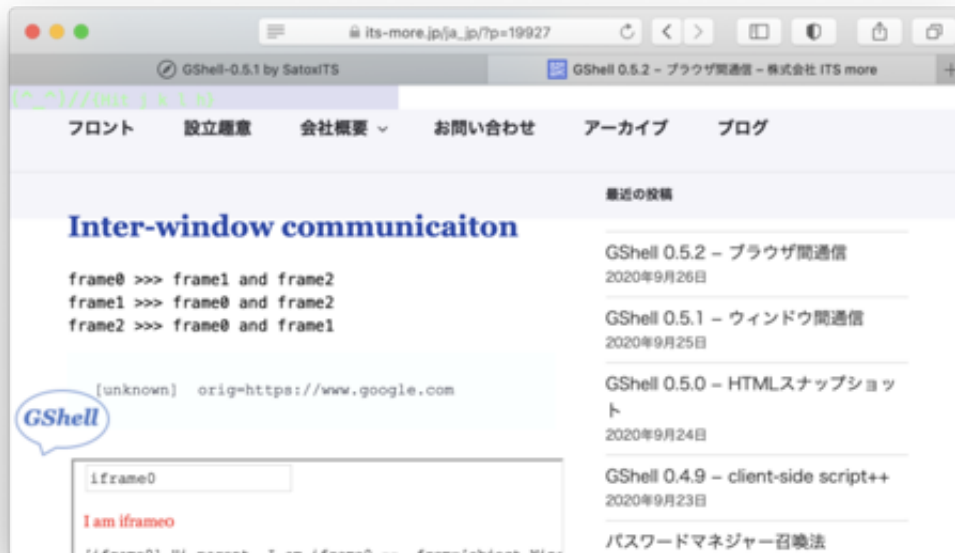 its-more.jp/ja_jp/?p=19927
GShell-0.5.1 by SatoxITS
GShell 0.5.2 – ブラウザ間通信 – 株式会社 ITS more
フロント 設立趣意 会社概要 お問い合わせ アーカイブ ブログ
Inter-window communicaiton
frame0 >>> frame1 and frame2
frame1 >>> frame0 and frame2
frame2 >>> frame0 and frame1
[unknown] orig=https://www.google.com
GShell
iframe0
I am iframe0
最近の投稿
GShell 0.5.2 – ブラウザ間通信
2020年9月26日
GShell 0.5.1 – ウィンドウ間通信
2020年9月25日
GShell 0.5.0 – HTMLスナップショッ
ト
2020年9月24日
GShell 0.4.9 – client-side script++
2020年9月23日
パスワードマネジャー召喚法